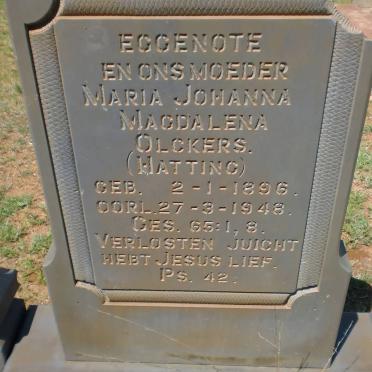 EGGENOTE
EN ONS MOEDER
MARIA JOHANNA
MAGDALENA
OLCKERS.
(HATTING)
GEB. 2-1-1896.
OORL. 27-3-1948.
GES. 65:1, 8.
VERLOSTEN JUICHT
HEBT JESUS LIEF.
PS. 42.